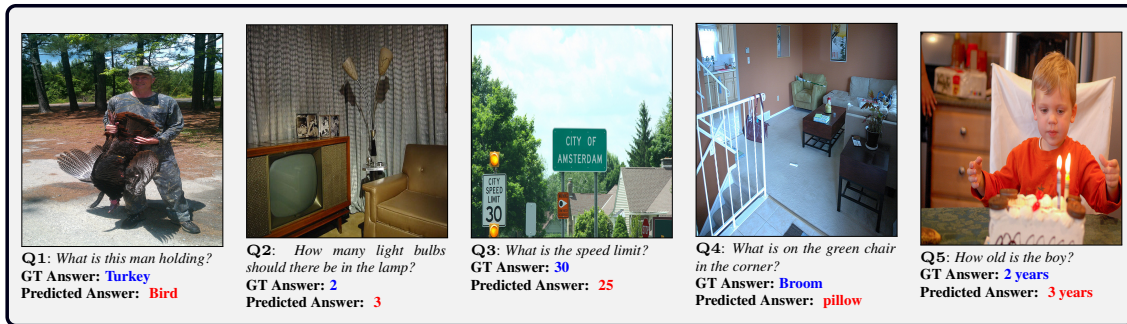 CITY OF
AMSTERDAM
CITY
SPEED
LIMIT
30
Q1: What is this man holding?
GT Answer: Turkey
Predicted Answer: Bird
Q2: How many light bulbs
should there be in the lamp?
GT Answer: 2
Predicted Answer: 3
Q3: What is the speed limit?
GT Answer: 30
Predicted Answer: 25
Q4: What is on the green chair
in the corner?
GT Answer: Broom
Predicted Answer: pillow
Q5: How old is the boy?
GT Answer: 2 years
Predicted Answer: 3 years